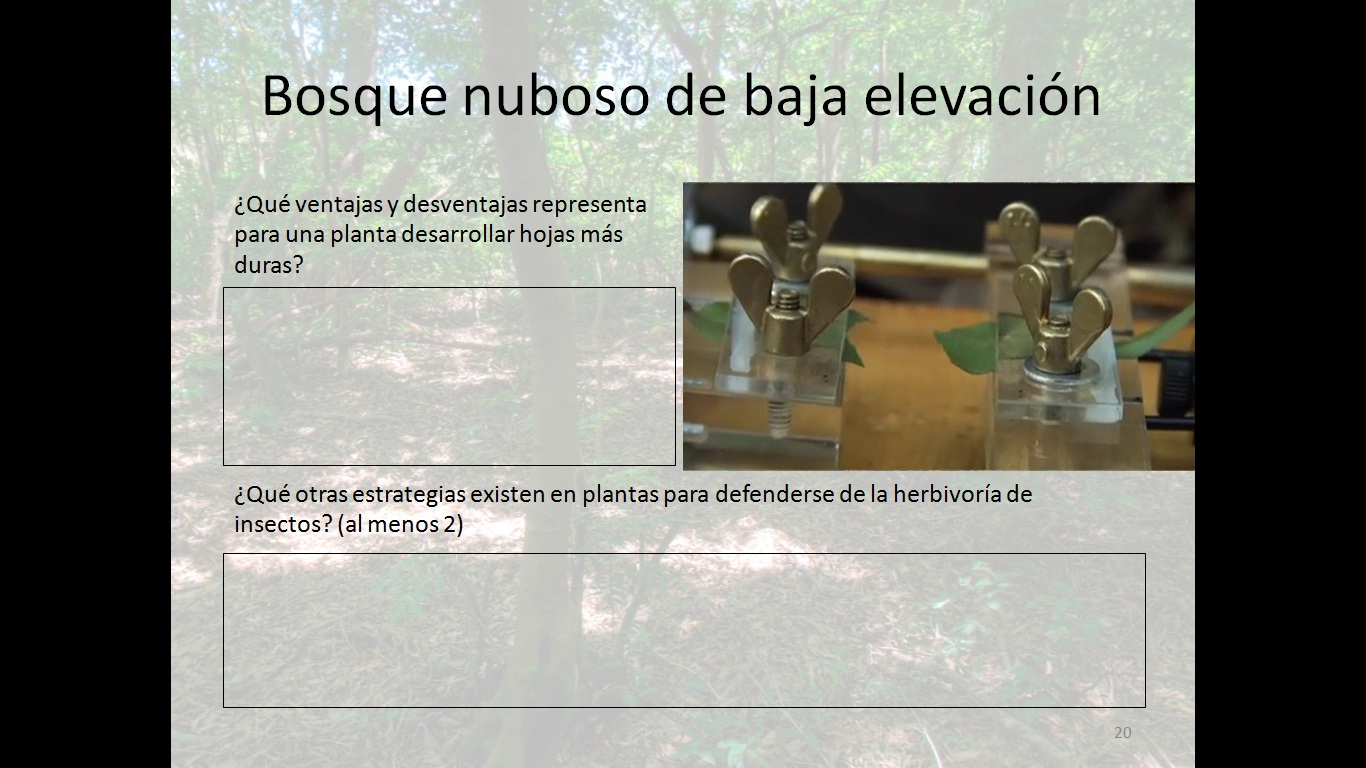 Bosque nuboso de baja elevación
¿Qué ventajas y desventajas representa
para una planta desarrollar hojas más
duras?
¿Qué otras estrategias existen en plantas para defenderse de la herbivoría de
insectos? (al menos 2)
20